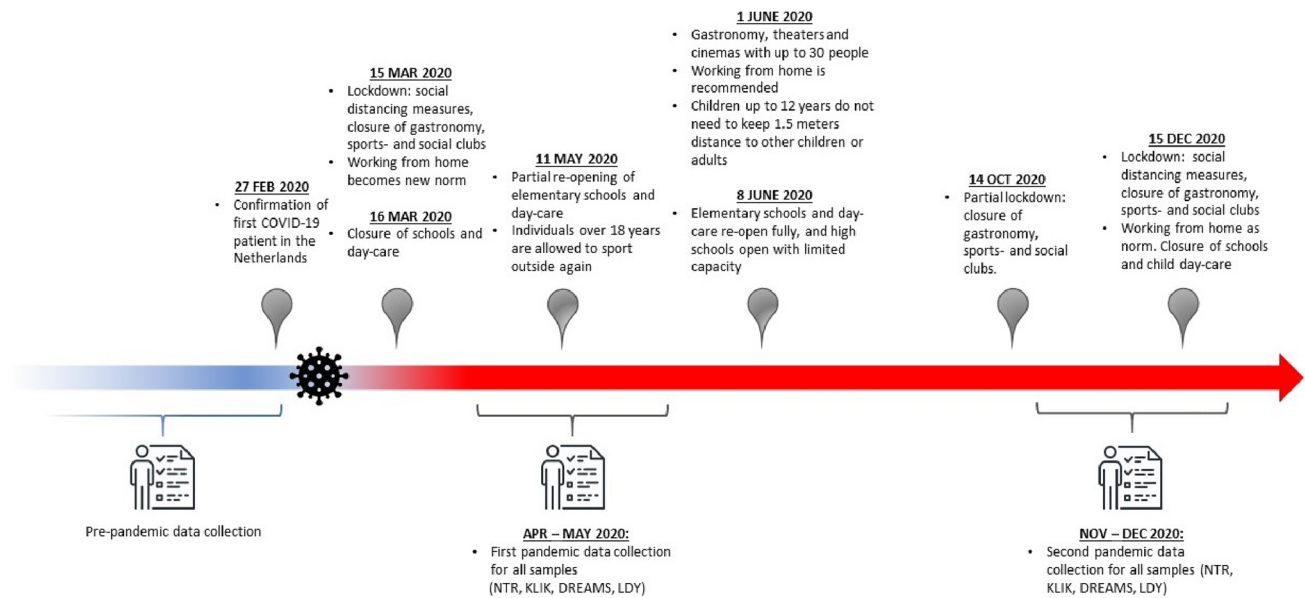 27 FEB 2020
• Confirmation of
first COVID-19
patient in the
Netherlands
15 MAR 2020
• Lockdown: social
distancing measures,
closure of gastronomy,
sports- and social clubs
• Working from home
becomes new norm
16 MAR 2020
• Closure of schools and
day-care
11 MAY 2020
• Partial re-opening of
elementary schools and
day-care
• Individuals over 18 years
are allowed to sport
outside again
1 JUNE 2020
• Gastronomy, theaters and
cinemas with up to 30 people
• Working from home is
recommended
• Children up to 12 years do not
need to keep 1.5 meters
distance to other children or
adults
8 JUNE 2020
• Elementary schools and day-
care re-open fully, and high
schools open with limited
capacity
14 OCT 2020
• Partial lockdown:
closure of
gastronomy,
sports- and social
clubs.
15 DEC 2020
• Lockdown: social
distancing measures,
closure of gastronomy,
sports- and social clubs
• Working from home as
norm. Closure of schools
and child day-care
Pre-pandemic data collection
APR – MAY 2020:
• First pandemic data collection
for all samples
(NTR, KLIK, DREAMS, LDY)
NOV – DEC 2020:
• Second pandemic data
collection for all samples (NTR,
KLIK, DREAMS, LDY)